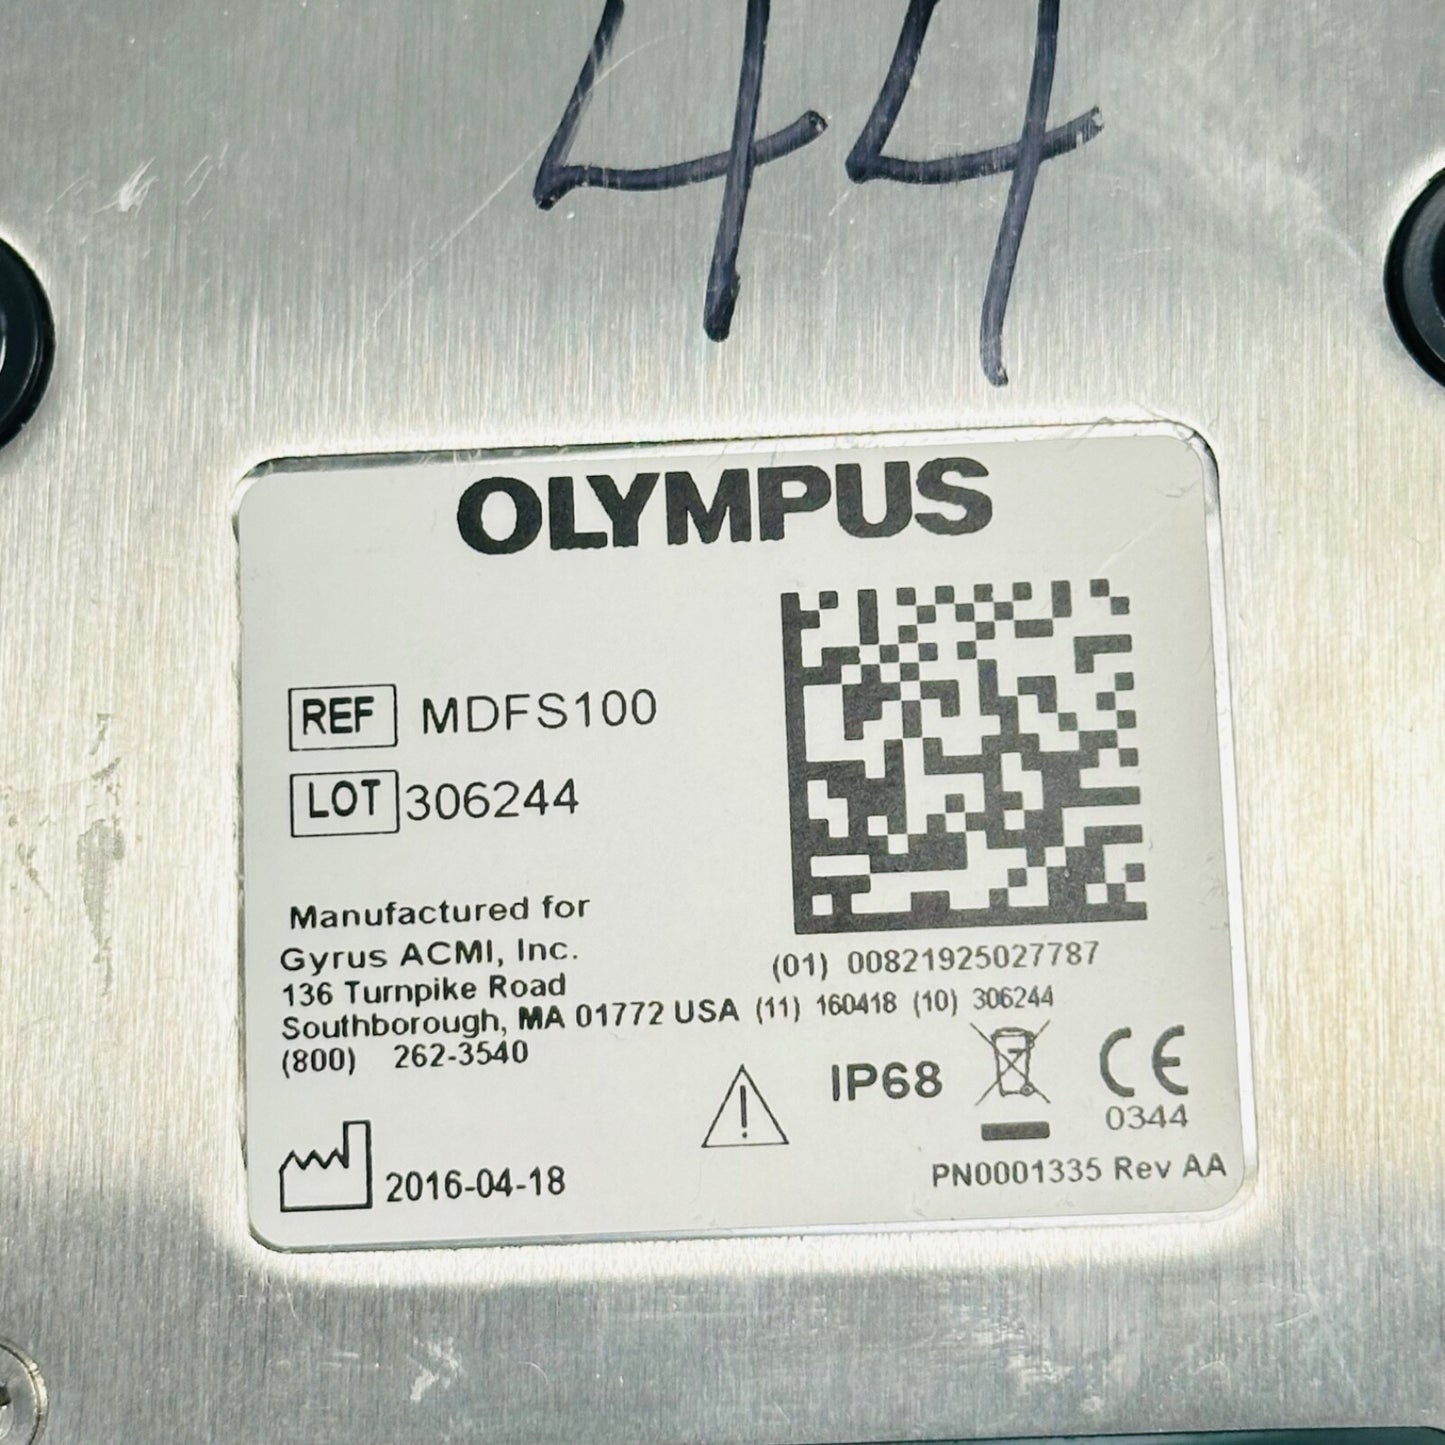 44
OLYMPUS
REF MDFS100
LOT 306244
Manufactured for
Gyrus ACMI, Inc.
136 Turnpike Road
Southborough, MA 01772 USA
(800) 262-3540
(01) 00821925027787
(11) 160418 (10) 306244
IP68
CE
0344
2016-04-18
PN0001335 Rev AA